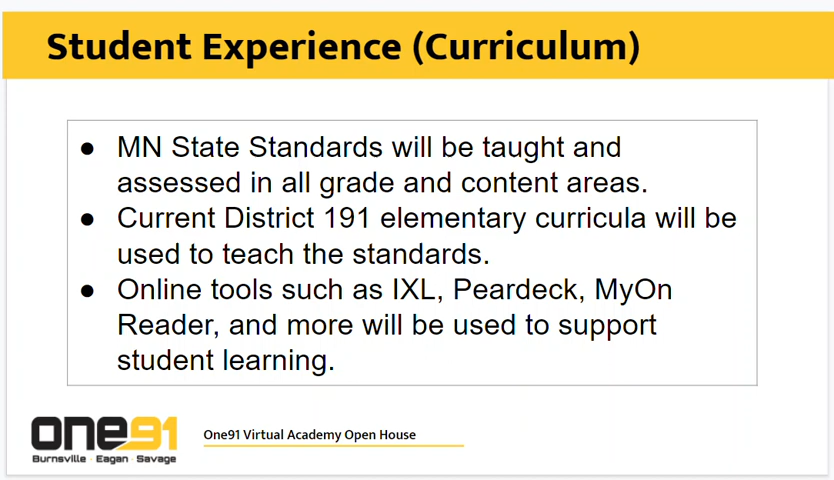 Student Experience (Curriculum)
● MN State Standards will be taught and
assessed in all grade and content areas.
● Current District 191 elementary curricula will be
used to teach the standards.
● Online tools such as IXL, Peardeck, MyOn
Reader, and more will be used to support
student learning.
one91
Burnsville · Eagan · Savage
One91 Virtual Academy Open House